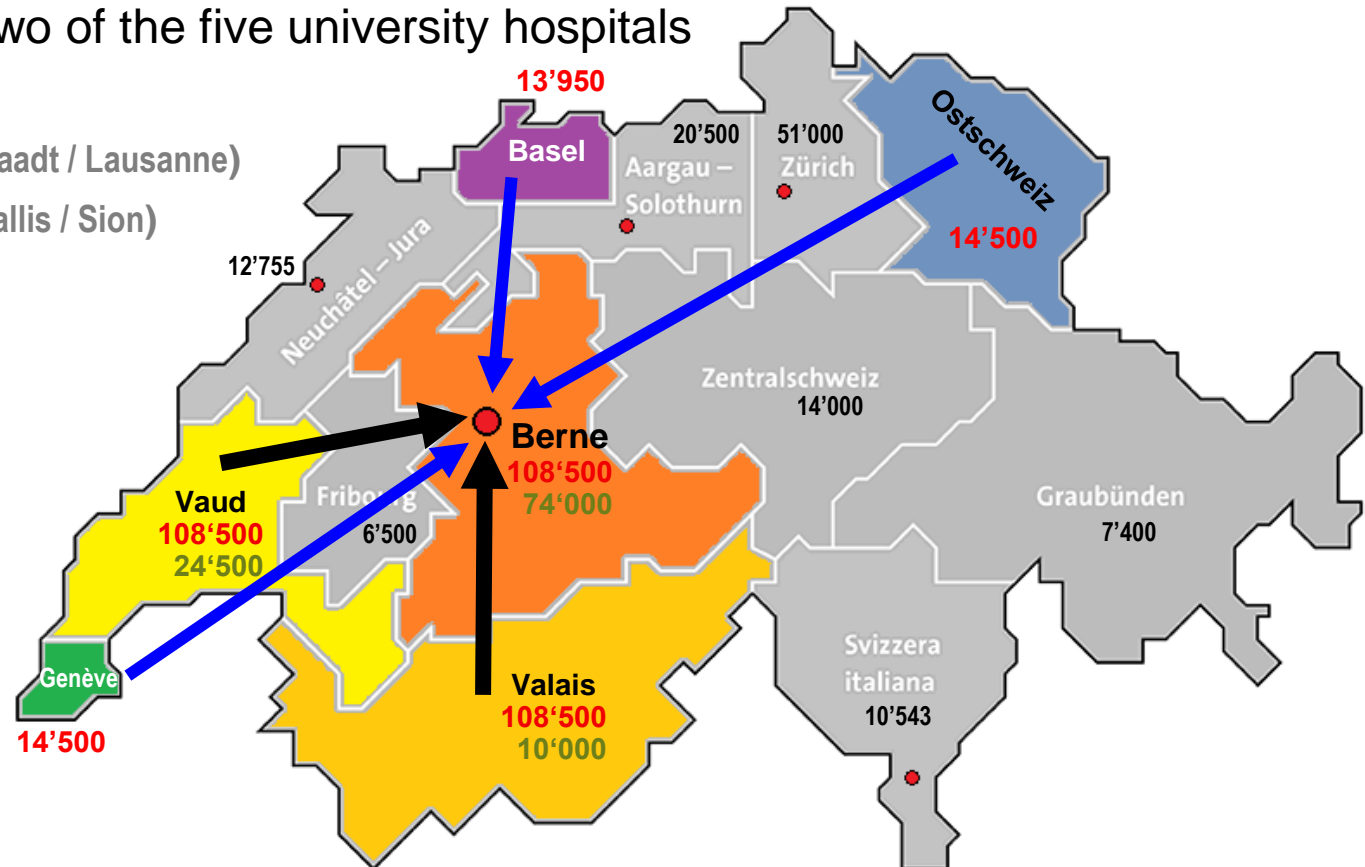 wo of the five university hospitals
13’950
aadt / Lausanne)
allis / Sion)
Basel
20’500
Aargau –
Solothurn
51’000
Zürich
Ostschweiz
14’500
12’755
Neuchâtel – Jura
Zentralschweiz
14’000
Berne
108‘500
74‘000
Vaud
108‘500
24‘500
Fribourg
6’500
Graubünden
7’400
Genève
14’500
Valais
108‘500
10‘000
Svizzera
italiana
10’543